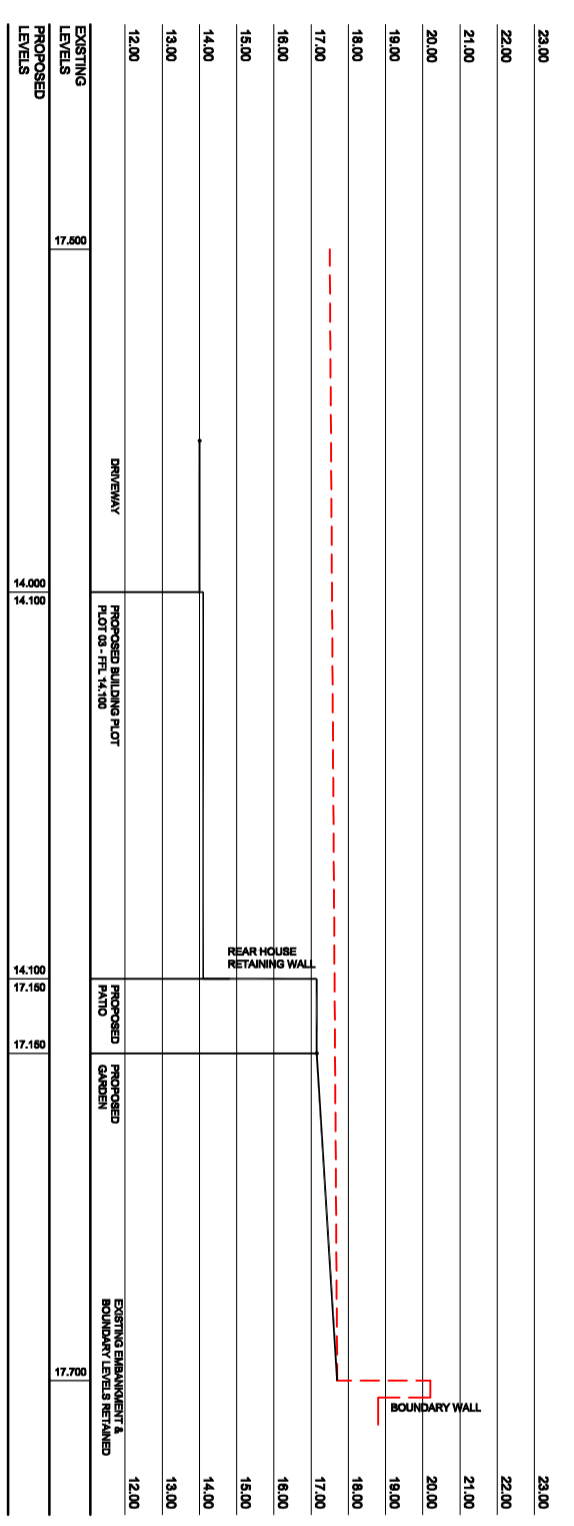 23.00
22.00
21.00
20.00
19.00
18.00
17.00
16.00
15.00
14.00
13.00
12.00
EXISTING
LEVELS
PROPOSED
LEVELS
17.500
DRIVEWAY
14.000
14.100
PROPOSED BUILDING PLOT
PLOT 03 - FFL 14.100
REAR HOUSE
RETAINING WALL
14.100
17.150
PROPOSED
PATIO
17.150
PROPOSED
GARDEN
EXISTING EMBANKMENT &
BOUNDARY LEVELS RETAINED
17.700
BOUNDARY WALL
23.00
22.00
21.00
20.00
19.00
18.00
17.00
16.00
15.00
14.00
13.00
12.00